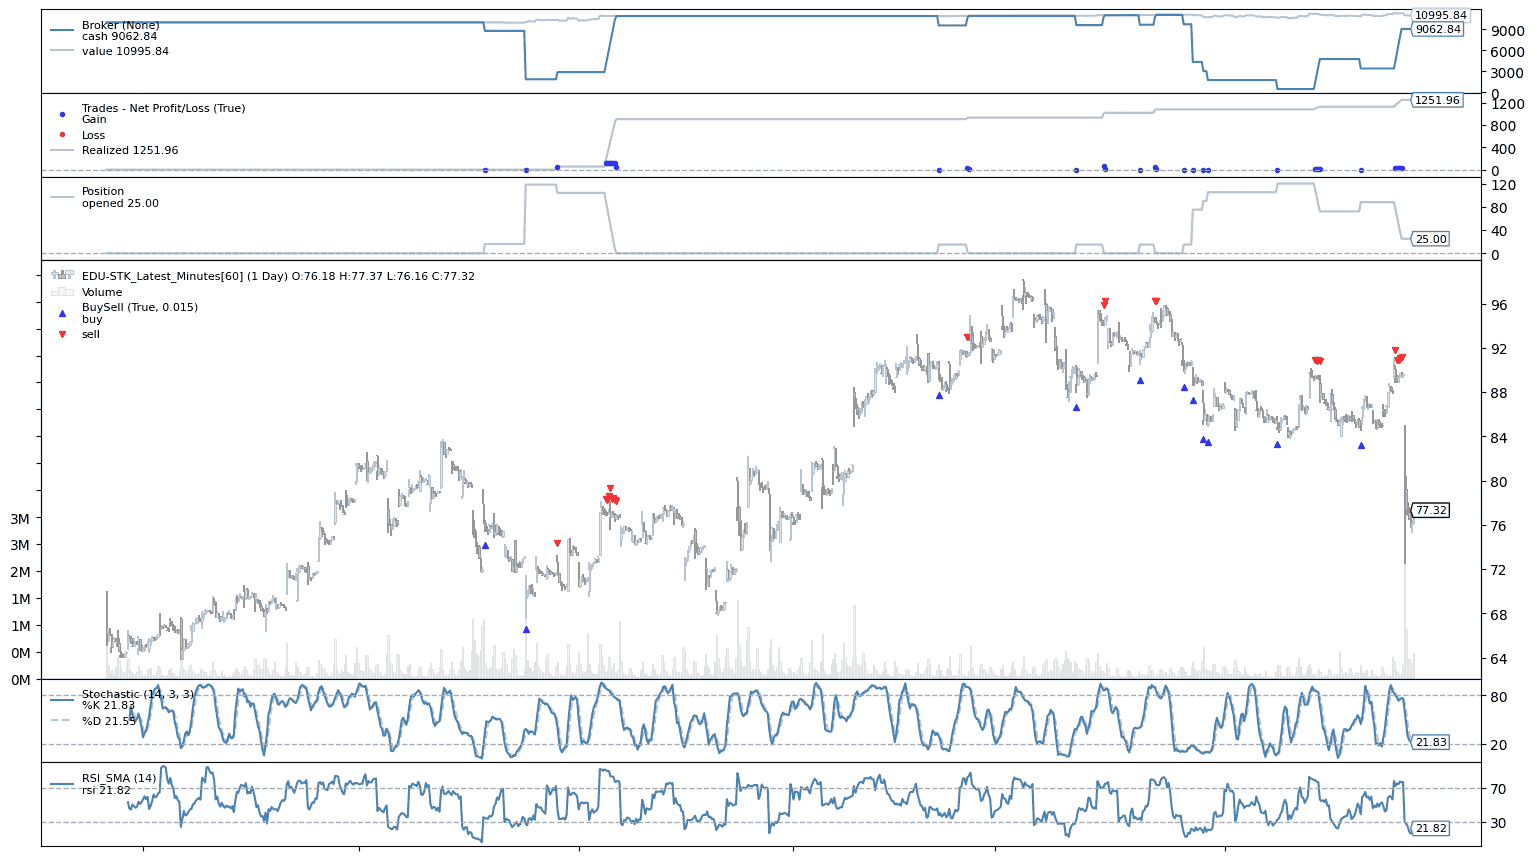 Broker (None)
cash 9062.84
value 10995.84
10995.84
9062.84
9000
6000
3000
0
Trades - Net Profit/Loss (True)
Gain
Loss
Realized 1251.96
1251.96
1200
800
400
0
Position
opened 25.00
120
80
40
25.00
0
EDU-STK_Latest_Minutes[60] (1 Day) O:76.18 H:77.37 L:76.16 C:77.32
Volume
BuySell (True, 0.015)
buy
sell
96
92
88
84
80
77.32
76
72
68
64
3M
3M
2M
1M
1M
0M
0M
Stochastic (14, 3, 3)
%K 21.83
%D 21.55
80
21.83
20
RSI_SMA (14)
rsi 21.82
70
30
21.82